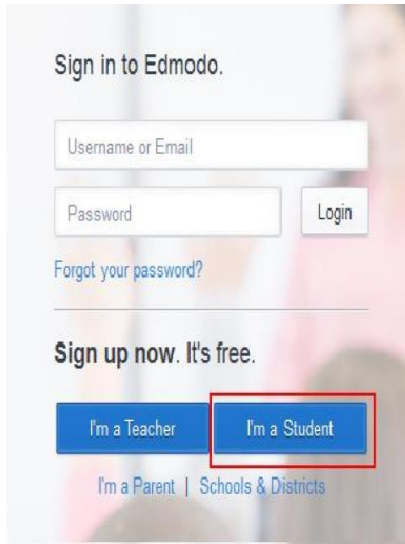 Sign in to Edmodo.
Username or Email
Password Login
Forgot your password?
Sign up now. It's free.
I'm a Teacher I'm a Student
I'm a Parent | Schools & Districts